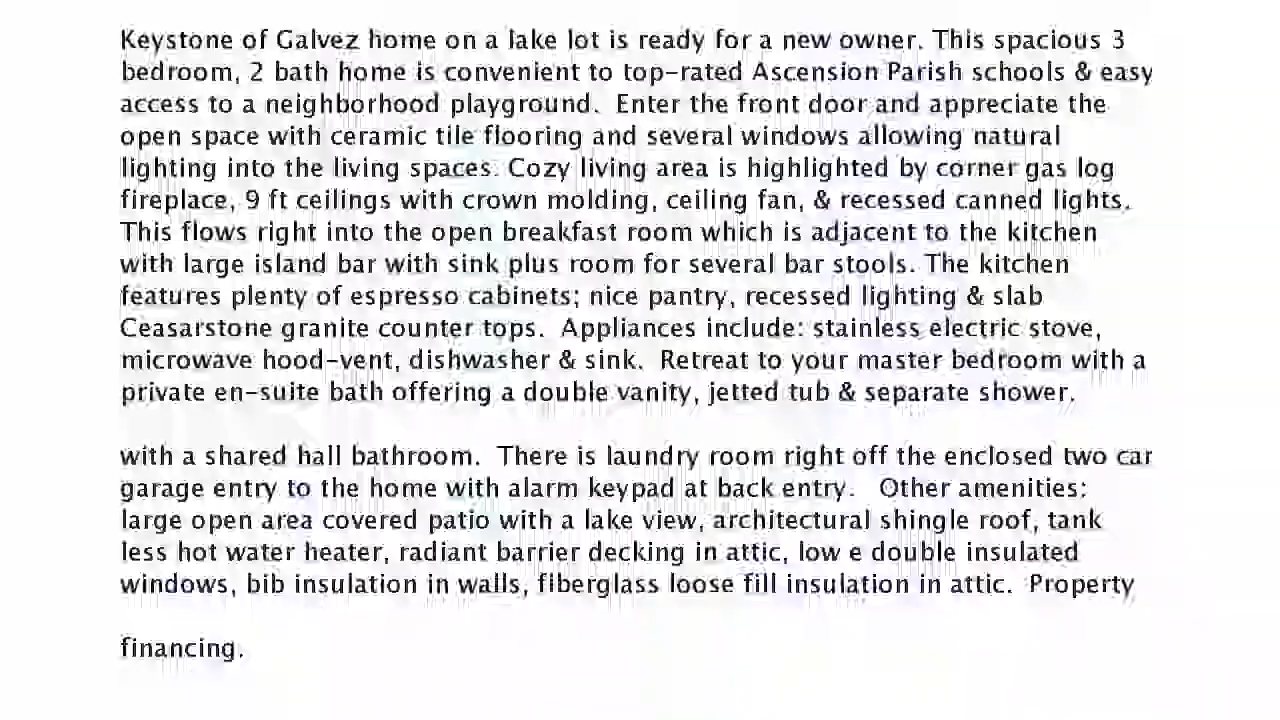 Keystone of Galvez home on a lake lot is ready for a new owner. This spacious 3
bedroom, 2 bath home is convenient to top-rated Ascension Parish schools & easy
access to a neighborhood playground.  Enter the front door and appreciate the
open space with ceramic tile flooring and several windows allowing natural
lighting into the living spaces. Cozy living area is highlighted by corner gas log
fireplace, 9 ft ceilings with crown molding, ceiling fan, & recessed canned lights.
This flows right into the open breakfast room which is adjacent to the kitchen
with large island bar with sink plus room for several bar stools. The kitchen
features plenty of espresso cabinets; nice pantry, recessed lighting & slab
Ceasarstone granite counter tops.  Appliances include: stainless electric stove,
microwave hood-vent, dishwasher & sink.  Retreat to your master bedroom with a
private en-suite bath offering a double vanity, jetted tub & separate shower.
with a shared hall bathroom.  There is laundry room right off the enclosed two car
garage entry to the home with alarm keypad at back entry.   Other amenities:
large open area covered patio with a lake view, architectural shingle roof, tank
less hot water heater, radiant barrier decking in attic, low e double insulated
windows, bib insulation in walls, fiberglass loose fill insulation in attic.  Property
financing.